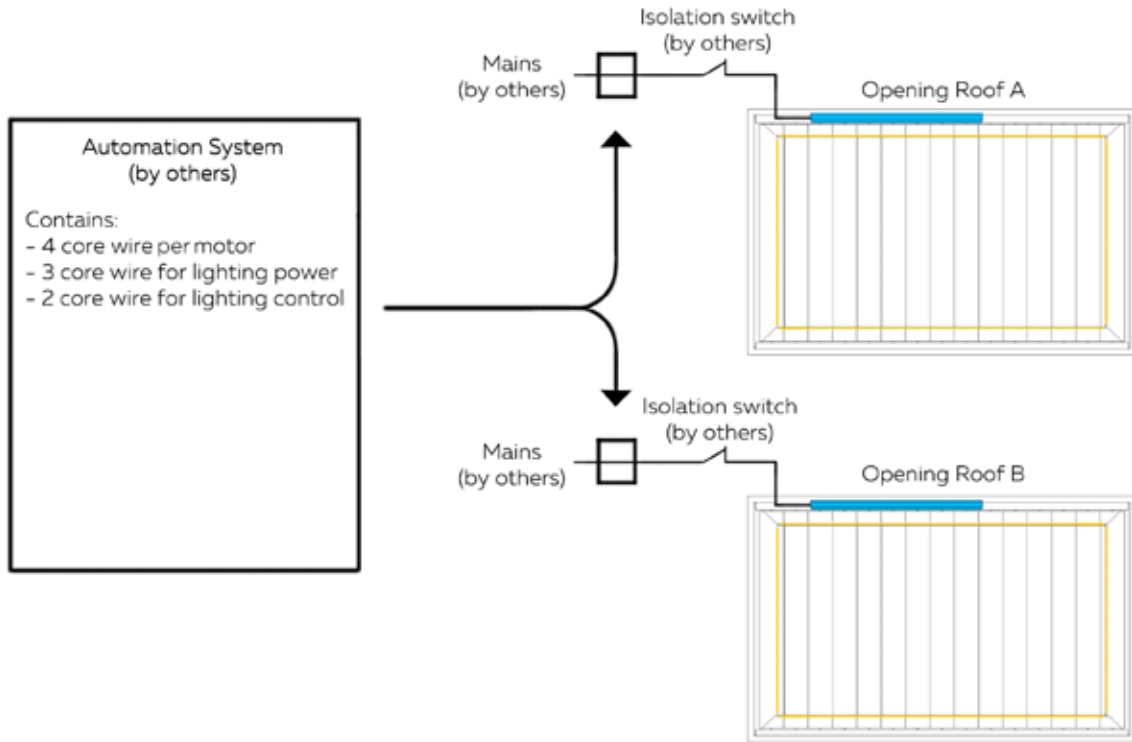 Isolation switch
(by others)
Mains
(by others)
Opening Roof A
Automation System
(by others)
Contains:
- 4 core wire per motor
- 3 core wire for lighting power
- 2 core wire for lighting control
Isolation switch
(by others)
Mains
(by others)
Opening Roof B